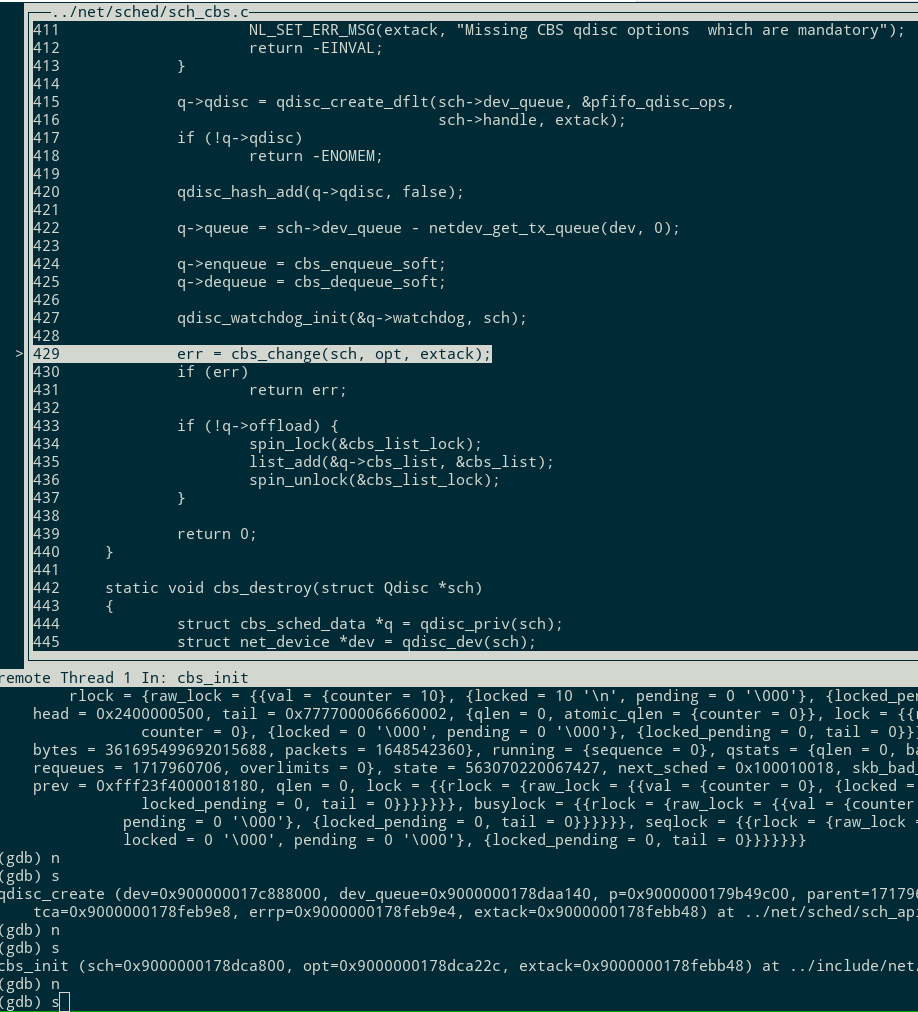 ../net/sched/sch_cbs.c
411 NL_SET_ERR_MSG(extack, "Missing CBS qdisc options  which are mandatory");
412 return -EINVAL;
413 }
414
415 q->qdisc = qdisc_create_dflt(sch->dev_queue, &pfifo_qdisc_ops,
416 sch->handle, extack);
417 if (!q->qdisc)
418 return -ENOMEM;
419
420 qdisc_hash_add(q->qdisc, false);
421
422 q->queue = sch->dev_queue - netdev_get_tx_queue(dev, 0);
423
424 q->enqueue = cbs_enqueue_soft;
425 q->dequeue = cbs_dequeue_soft;
426
427 qdisc_watchdog_init(&q->watchdog, sch);
428
> 429 err = cbs_change(sch, opt, extack);
430 if (err)
431 return err;
432
433 if (!q->offload) {
434 spin_lock(&cbs_list_lock);
435 list_add(&q->cbs_list, &cbs_list);
436 spin_unlock(&cbs_list_lock);
437 }
438
439 return 0;
440 }
441
442 static void cbs_destroy(struct Qdisc *sch)
443 {
444 struct cbs_sched_data *q = qdisc_priv(sch);
445 struct net_device *dev = qdisc_dev(sch);
remote Thread 1 In: cbs_init
rlock = {raw_lock = {{val = {counter = 10}, {locked = 10 '\n', pending = 0 '\000'}, {locked_pen
head = 0x2400000500, tail = 0x7777000066660002, {qlen = 0, atomic_qlen = {counter = 0}}, lock = {{r
counter = 0}, {locked = 0 '\000', pending = 0 '\000'}, {locked_pending = 0, tail = 0}}}
bytes = 361695499692015688, packets = 1648542360}, running = {sequence = 0}, qstats = {qlen = 0, ba
requeues = 1717960706, overlimits = 0}, state = 563070220067427, next_sched = 0x100010018, skb_bad_
prev = 0xfff23f4000018180, qlen = 0, lock = {{rlock = {raw_lock = {{val = {counter = 0}, {locked =
locked_pending = 0, tail = 0}}}}}}}, busylock = {{rlock = {raw_lock = {{val = {counter
pending = 0 '\000'}, {locked_pending = 0, tail = 0}}}}}}, seqlock = {{rlock = {raw_lock =
locked = 0 '\000', pending = 0 '\000'}, {locked_pending = 0, tail = 0}}}}}}}
(gdb) n
(gdb) s
qdisc_create (dev=0x900000017c888000, dev_queue=0x9000000178daa140, p=0x9000000179b49c00, parent=171796
tca=0x9000000178feb9e8, errp=0x9000000178feb9e4, extack=0x9000000178febb48) at ../net/sched/sch_api
(gdb) n
(gdb) s
cbs_init (sch=0x9000000178dca800, opt=0x9000000178dca22c, extack=0x9000000178febb48) at ../include/net/
(gdb) n
(gdb) s